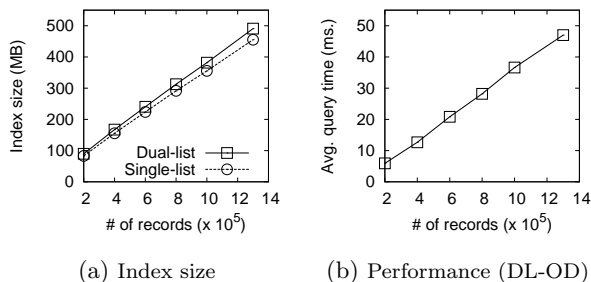 500
400
300
200
100
0
2 4 6 8 10 12 14
Index size (MB)
# of records (x 10^5)
Dual-list
Single-list
(a) Index size
50
40
30
20
10
0
2 4 6 8 10 12 14
Avg. query time (ms.)
# of records (x 10^5)
(b) Performance (DL-OD)